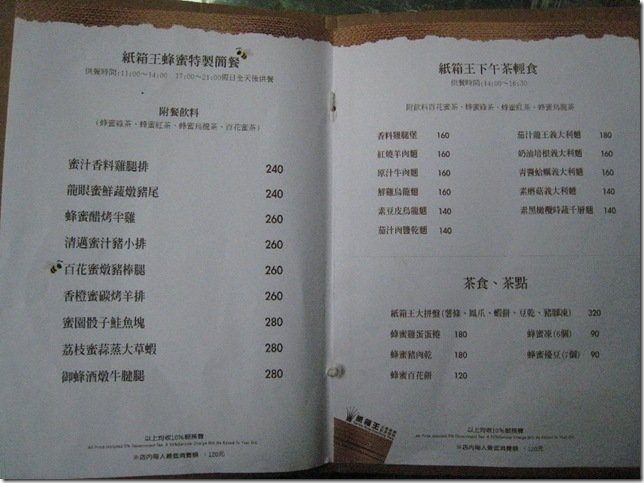 紙箱王蜂蜜特製簡餐
供餐時間:11:00~14:00 17:00~21:00假日全天後供餐
附餐飲料
(蜂蜜綠茶、蜂蜜紅茶、蜂蜜烏龍茶、百花蜜茶)
蜜汁香料雞腿排 240
龍眼蜜鮮蔬燉豬尾 240
蜂蜜醋烤半雞 260
清邁蜜汁豬小排 260
百花蜜燉豬棒腿 260
香橙蜜碳烤羊排 260
蜜園骰子鮭魚塊 280
荔枝蜜蒜蒸大草蝦 280
御蜂酒燉牛腱腿 280
以上均收10%服務費
※店內每人最低消費額 :120元
紙箱王下午茶輕食
供餐時間:14:00~16:30
附飲料百花蜜茶、蜂蜜綠茶、蜂蜜紅茶、蜂蜜烏龍茶
香料雞腿堡 160 茄汁龍王義大利麵 180
紅燒羊肉麵 160 奶油培根義大利麵 160
原汁牛肉麵 160 青醬蛤蠣義大利麵 160
鮮雞烏龍麵 160 素蘑菇義大利麵 140
素豆皮烏龍麵 140 素黑橄欖時蔬千層麵 140
茄汁肉醬乾麵 140
茶食、茶點
紙箱王大拼盤(薯條、鳳爪、蝦餅、豆乾、豬腳凍) 320
蜂蜜雞蛋蛋捲 180 蜂蜜凍(6個) 90
蜂蜜豬肉乾 180 蜂蜜優豆(7個) 90
蜂蜜百花餅 120
紙箱王
以上均收10%服務費
※店內每人最低消費額 :120元